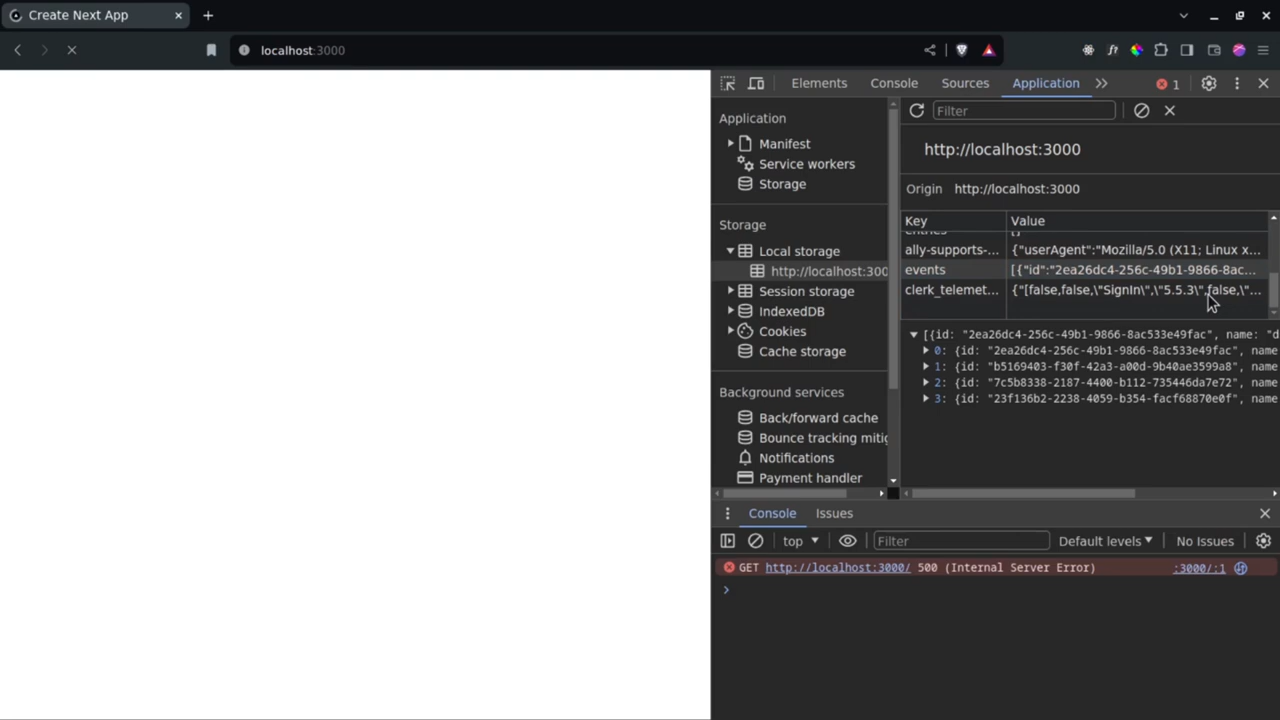 Create Next App
localhost:3000
Elements
Console
Sources
Application
1
Application
Manifest
Service workers
Storage
Storage
Local storage
http://localhost:300
Session storage
IndexedDB
Cookies
Cache storage
Background services
Back/forward cache
Bounce tracking mitig
Notifications
Payment handler
Filter
http://localhost:3000
Origin http://localhost:3000
Key Value
entries {}
ally-supports-... {"userAgent":"Mozilla/5.0 (X11; Linux x...
events [{"id":"2ea26dc4-256c-49b1-9866-8ac...
clerk_telemet... {"[false,false,\"SignIn\",\"5.5.3\",false,\"...
[{id: "2ea26dc4-256c-49b1-9866-8ac533e49fac", name: "d
0: {id: "2ea26dc4-256c-49b1-9866-8ac533e49fac", name
1: {id: "b5169403-f30f-42a3-a00d-9b40ae3599a8", name
2: {id: "7c5b8338-2187-4400-b112-735446da7e72", name
3: {id: "23f136b2-2238-4059-b354-facf68870e0f", name
Console
Issues
top
Filter
Default levels
No Issues
GET http://localhost:3000/ 500 (Internal Server Error) :3000/:1